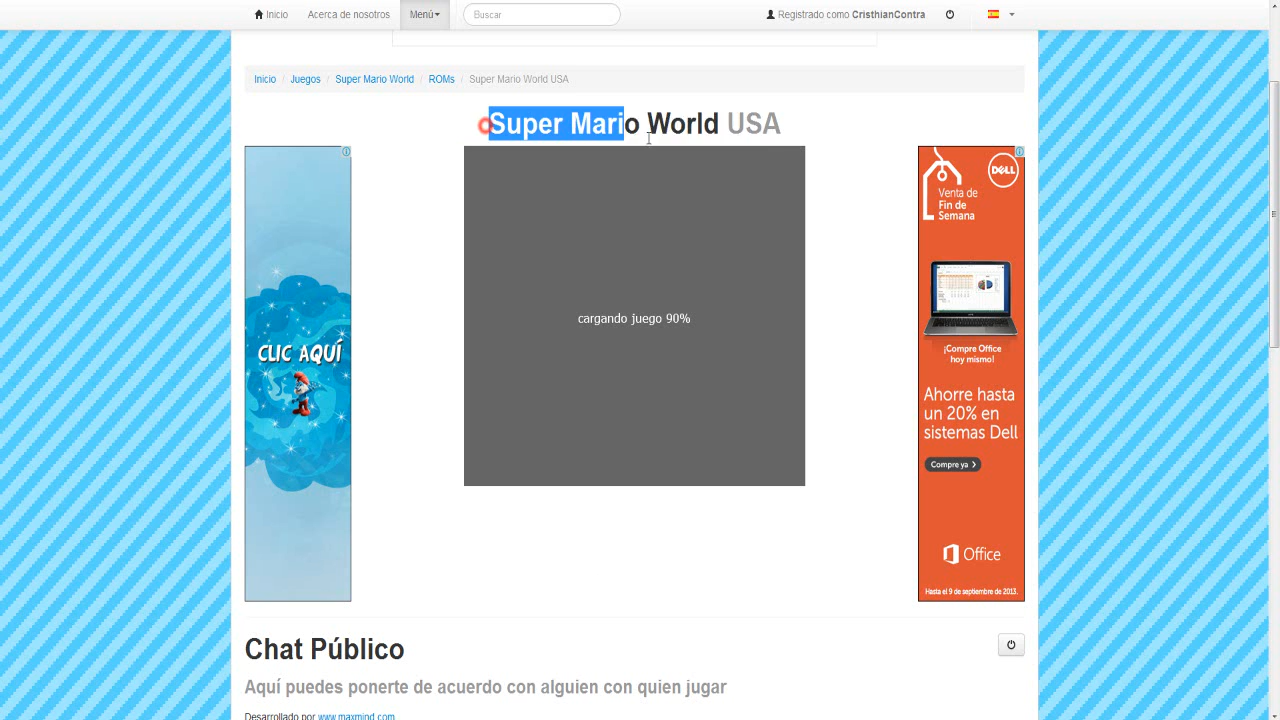 Inicio Acerca de nosotros Menú Buscar Registrado como CristhianContra
Inicio / Juegos / Super Mario World / ROMs / Super Mario World USA
Super Mario World USA
CLIC AQUÍ
cargando juego 90%
DELL
Venta de
Fin de
Semana
¡Compre Office
hoy mismo!
Ahorre hasta
un 20% en
sistemas Dell
Compre ya
Office
Hasta el 9 de septiembre de 2013.
Chat Público
Aquí puedes ponerte de acuerdo con alguien con quien jugar
Desarrollado por www.maxmind.com